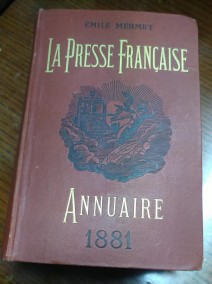 EMILE MERMET
LA PRESSE FRANÇAISE
ANNUAIRE
1881